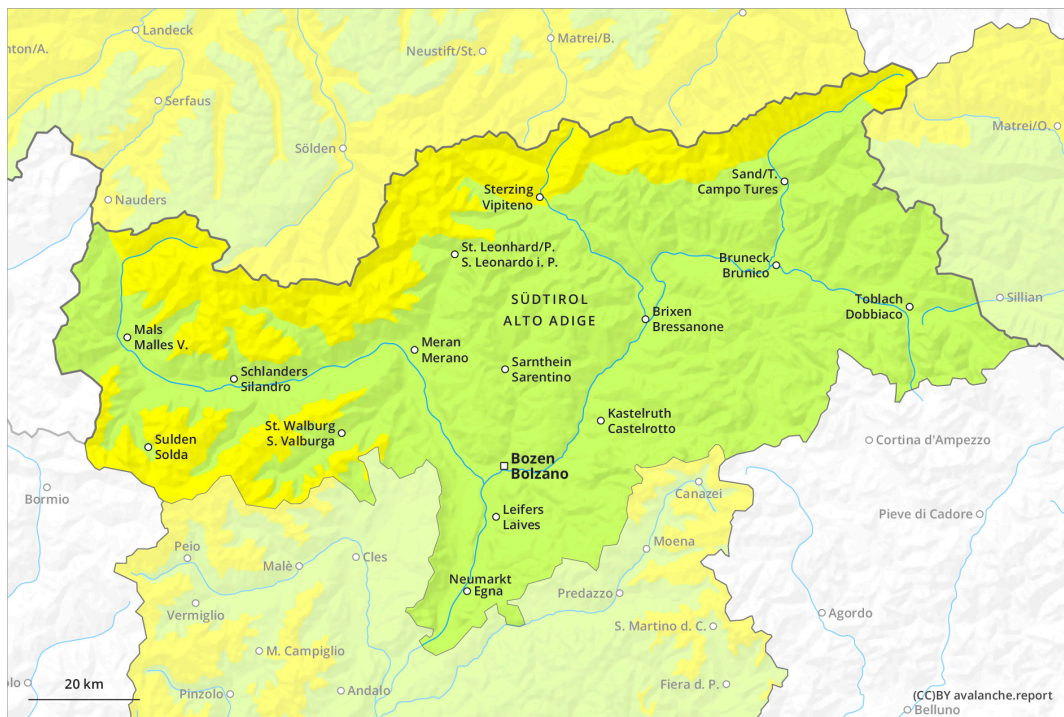 Landeck
nton/A.
Neustift/St.
Matrei/B.
Serfaus
Matrei/O.
Sölden
Sand/T.
Campo Tures
Sterzing
Vipiteno
Nauders
St. Leonhard/P.
S. Leonardo i. P.
Bruneck
Brunico
SÜDTIROL
ALTO ADIGE
Toblach
Dobbiaco
Sillian
Brixen
Bressanone
Mals
Malles V.
Meran
Merano
Sarnthein
Sarentino
Schlanders
Silandro
Kastelruth
Castelrotto
St. Walburg
S. Valburga
Sulden
Solda
Cortina d'Ampezzo
Bozen
Bolzano
Bormio
Canazei
Leifers
Laives
Pieve di Cadore
Peio
Cles
Malè
Moena
Neumarkt
Egna
Predazzo
Vermiglio
Agordo
S. Martino d. C.
M. Campiglio
20 km
olo
Pinzolo
Andalo
Fiera d. P.
(CC)BY avalanche.report
Belluno